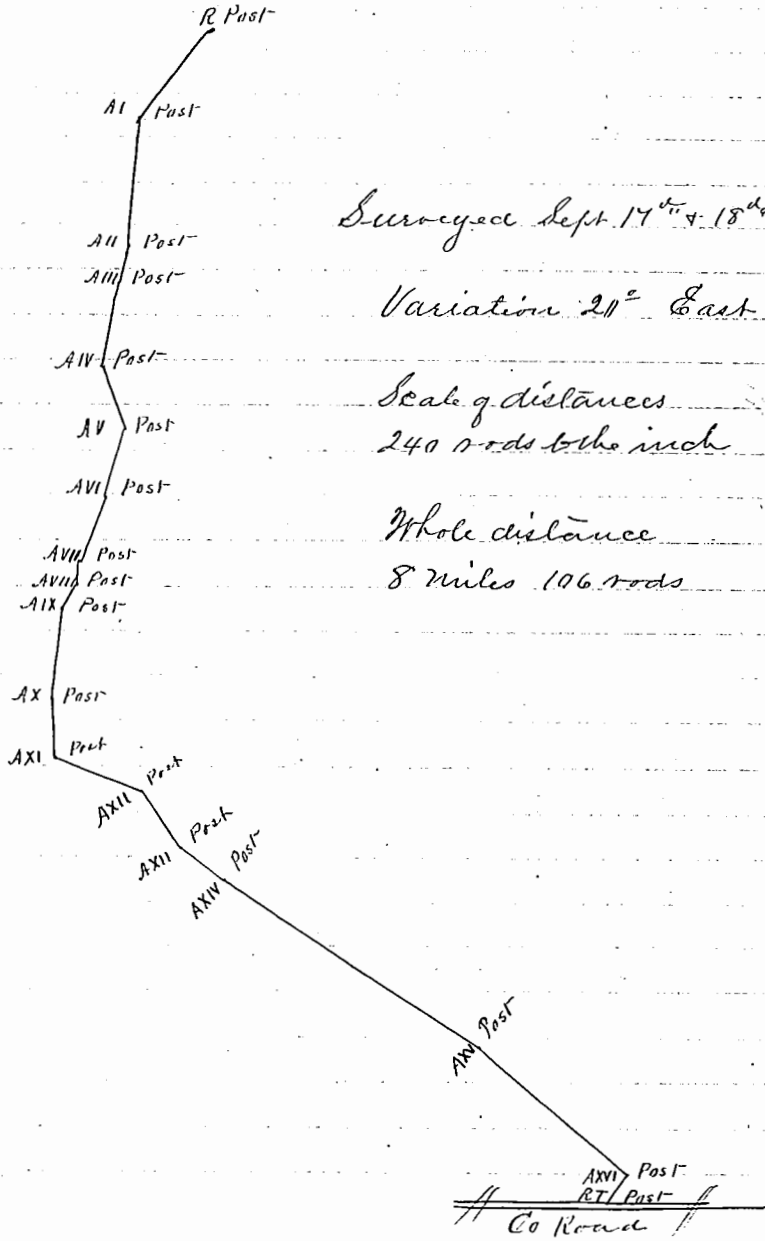 R Post
AI Post
AII Post
Surveyed Sept 17th & 18th
AIII Post
Variation 20° East
AIV Post
Scale of distances
AV Post
240 rods to the inch
AVI Post
Whole distance
AVII Post
AVIII Post
8 Miles 106 rods
AIX Post
AX Post
AXI Post
AXII Post
AXII Post
AXIV Post
AXV Post
AXVI Post
RT Post
Co Road